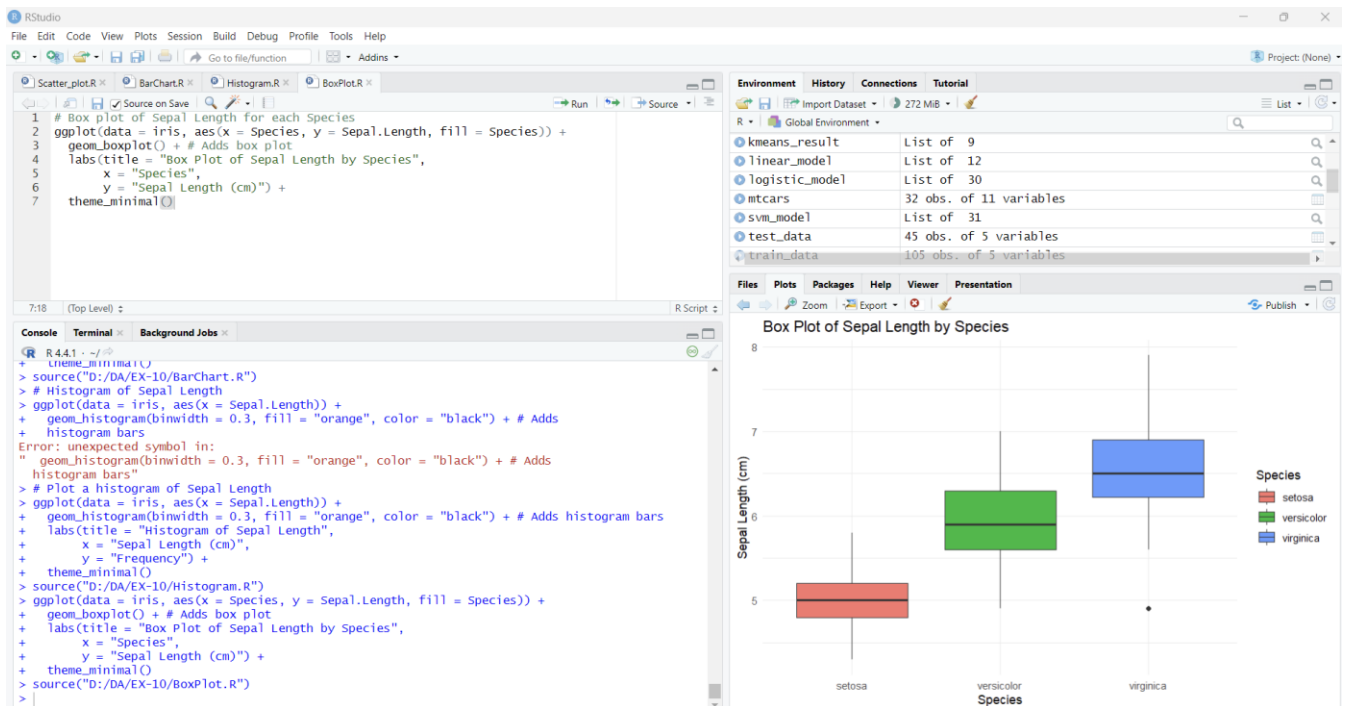 RStudio
File Edit Code View Plots Session Build Debug Profile Tools Help
Go to file/function Addins Project: (None)
Scatter_plot.R BarChart.R Histogram.R BoxPlot.R
Source on Save Run Source
1 # Box plot of Sepal Length for each Species
2 ggplot(data = iris, aes(x = Species, y = Sepal.Length, fill = Species)) +
3 geom_boxplot() + # Adds box plot
4 labs(title = "Box Plot of Sepal Length by Species",
5 x = "Species",
6 y = "Sepal Length (cm)") +
7 theme_minimal()
7:18 (Top Level) R Script
Console Terminal Background Jobs
R 4.4.1 · ~/
+ theme_minimal()
> source("D:/DA/EX-10/BarChart.R")
> # Histogram of Sepal Length
> ggplot(data = iris, aes(x = Sepal.Length)) +
+ geom_histogram(binwidth = 0.3, fill = "orange", color = "black") + # Adds
+ histogram bars
Error: unexpected symbol in:
" geom_histogram(binwidth = 0.3, fill = "orange", color = "black") + # Adds
histogram bars"
> # Plot a histogram of Sepal Length
> ggplot(data = iris, aes(x = Sepal.Length)) +
+ geom_histogram(binwidth = 0.3, fill = "orange", color = "black") + # Adds histogram bars
+ labs(title = "Histogram of Sepal Length",
+ x = "Sepal Length (cm)",
+ y = "Frequency") +
+ theme_minimal()
> source("D:/DA/EX-10/Histogram.R")
> ggplot(data = iris, aes(x = Species, y = Sepal.Length, fill = Species)) +
+ geom_boxplot() + # Adds box plot
+ labs(title = "Box Plot of Sepal Length by Species",
+ x = "Species",
+ y = "Sepal Length (cm)") +
+ theme_minimal()
> source("D:/DA/EX-10/BoxPlot.R")
>
Environment History Connections Tutorial
Import Dataset 272 MiB List
R Global Environment
kmeans_result List of 9
linear_model List of 12
logistic_model List of 30
mtcars 32 obs. of 11 variables
svm_model List of 31
test_data 45 obs. of 5 variables
train_data 105 obs. of 5 variables
Files Plots Packages Help Viewer Presentation
Zoom Export Publish
Box Plot of Sepal Length by Species
8
7
6
5
Sepal Length (cm)
setosa versicolor virginica
Species
Species
setosa
versicolor
virginica